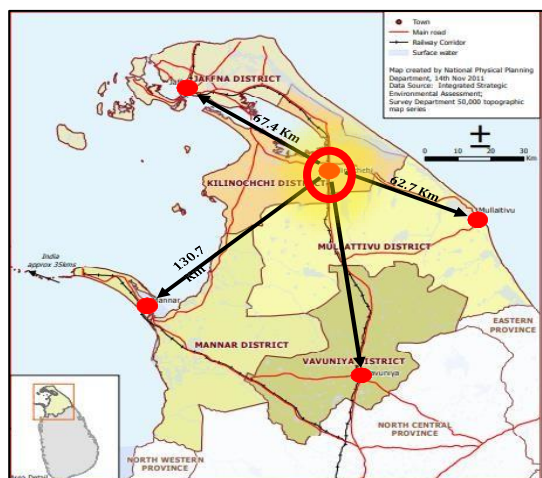 Town
Main road
Railway Corridor
Surface water
Map created by National Physical Planning
Department, 14th Nov 2011
Data Source: Integrated Strategic
Environmental Assessment;
Survey Department 50,000 topographic
map series
0 10 20 30
Km
JAFFNA DISTRICT
67.4 Km
KILINOCHCHI DISTRICT
62.7 Km
Mullaitivu
MULLAITIVU DISTRICT
130.7
Km
India
approx 35kms
MANNAR DISTRICT
EASTERN
PROVINCE
VAVUNIYA DISTRICT
NORTH CENTRAL
PROVINCE
NORTH WESTERN
PROVINCE
Area Detail